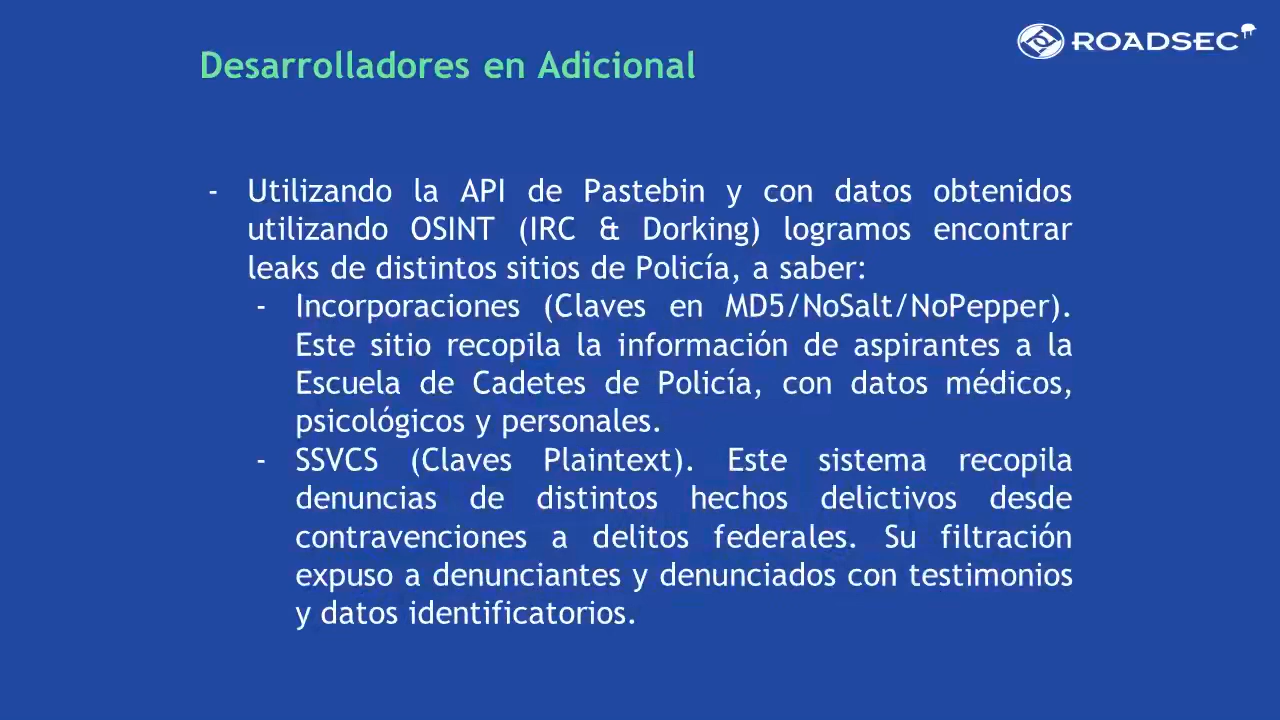 ROADSEC
Desarrolladores en Adicional
- Utilizando la API de Pastebin y con datos obtenidos
utilizando OSINT (IRC & Dorking) logramos encontrar
leaks de distintos sitios de Policía, a saber:
- Incorporaciones (Claves en MD5/NoSalt/NoPepper).
Este sitio recopila la información de aspirantes a la
Escuela de Cadetes de Policía, con datos médicos,
psicológicos y personales.
- SSVCS (Claves Plaintext). Este sistema recopila
denuncias de distintos hechos delictivos desde
contravenciones a delitos federales. Su filtración
expuso a denunciantes y denunciados con testimonios
y datos identificatorios.